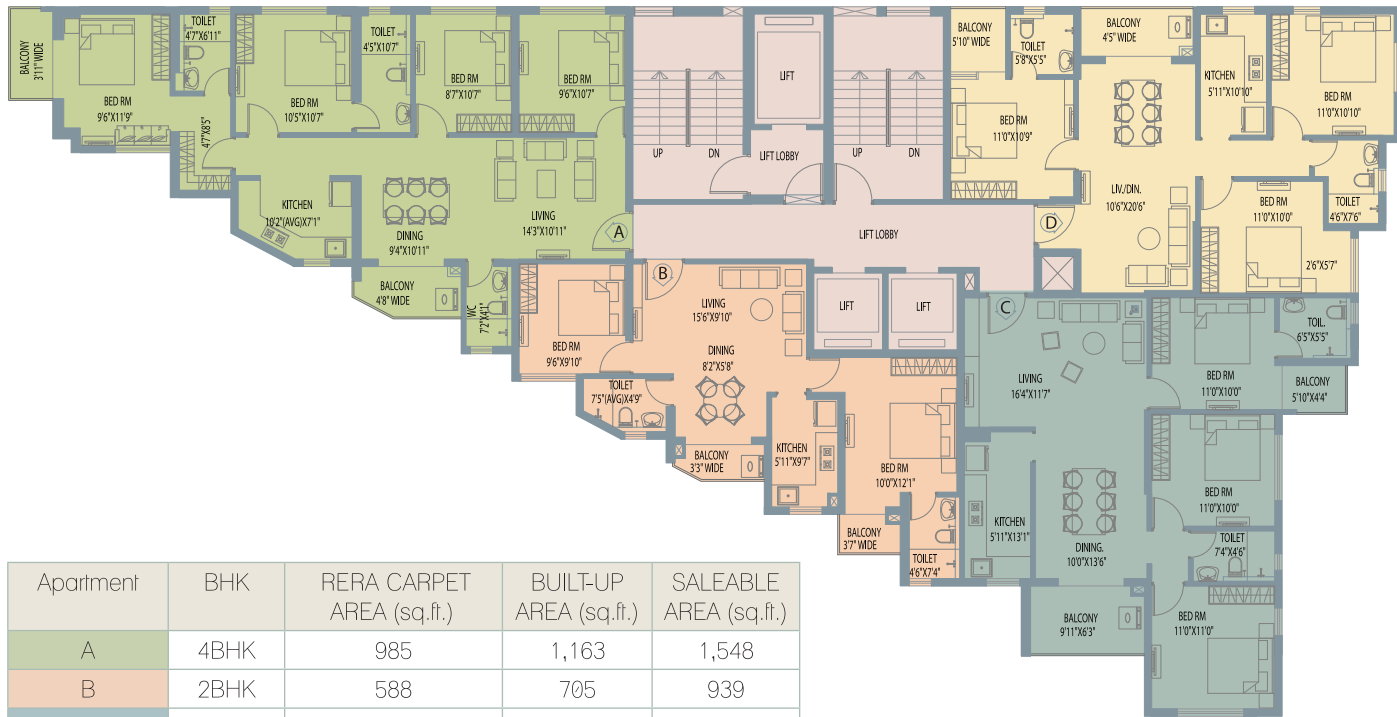 BALCONY
3'11" WIDE
BED RM
9'6"X11'9"
TOILET
4'7"X6'11"
4'7"X8'5"
BED RM
10'5"X10'7"
TOILET
4'5"X10'7"
BED RM
8'7"X10'7"
BED RM
9'6"X10'7"
KITCHEN
10'2"(AVG)X7'1"
DINING
9'4"X10'11"
LIVING
14'3"X10'11"
A
BALCONY
4'8" WIDE
WC
7'2"X4'1"
UP
DN
LIFT
LIFT LOBBY
UP
DN
LIFT LOBBY
LIFT
LIFT
BALCONY
5'10" WIDE
TOILET
5'8"X5'5"
BALCONY
4'5" WIDE
KITCHEN
5'11"X10'10"
BED RM
11'0"X10'10"
BED RM
11'0"X10'9"
LIV./DIN.
10'6"X20'6"
D
BED RM
11'0"X10'0"
TOILET
4'6"X7'6"
2'6"X5'7"
B
LIVING
15'6"X9'10"
BED RM
9'6"X9'10"
DINING
8'2"X5'8"
TOILET
7'5"(AVG)X4'9"
BALCONY
3'3" WIDE
KITCHEN
5'11"X9'7"
BED RM
10'0"X12'1"
BALCONY
3'7" WIDE
TOILET
4'6"X7'4"
C
LIVING
16'4"X11'7"
BED RM
11'0"X10'0"
TOIL.
6'5"X5'5"
BALCONY
5'10"X4'4"
BED RM
11'0"X10'0"
KITCHEN
5'11"X13'1"
DINING.
10'0"X13'6"
TOILET
7'4"X4'6"
BALCONY
9'11"X6'3"
BED RM
11'0"X11'0"
Apartment BHK RERA CARPET AREA (sq.ft.) BUILT-UP AREA (sq.ft.) SALEABLE AREA (sq.ft.)
A 4BHK 985 1,163 1,548
B 2BHK 588 705 939